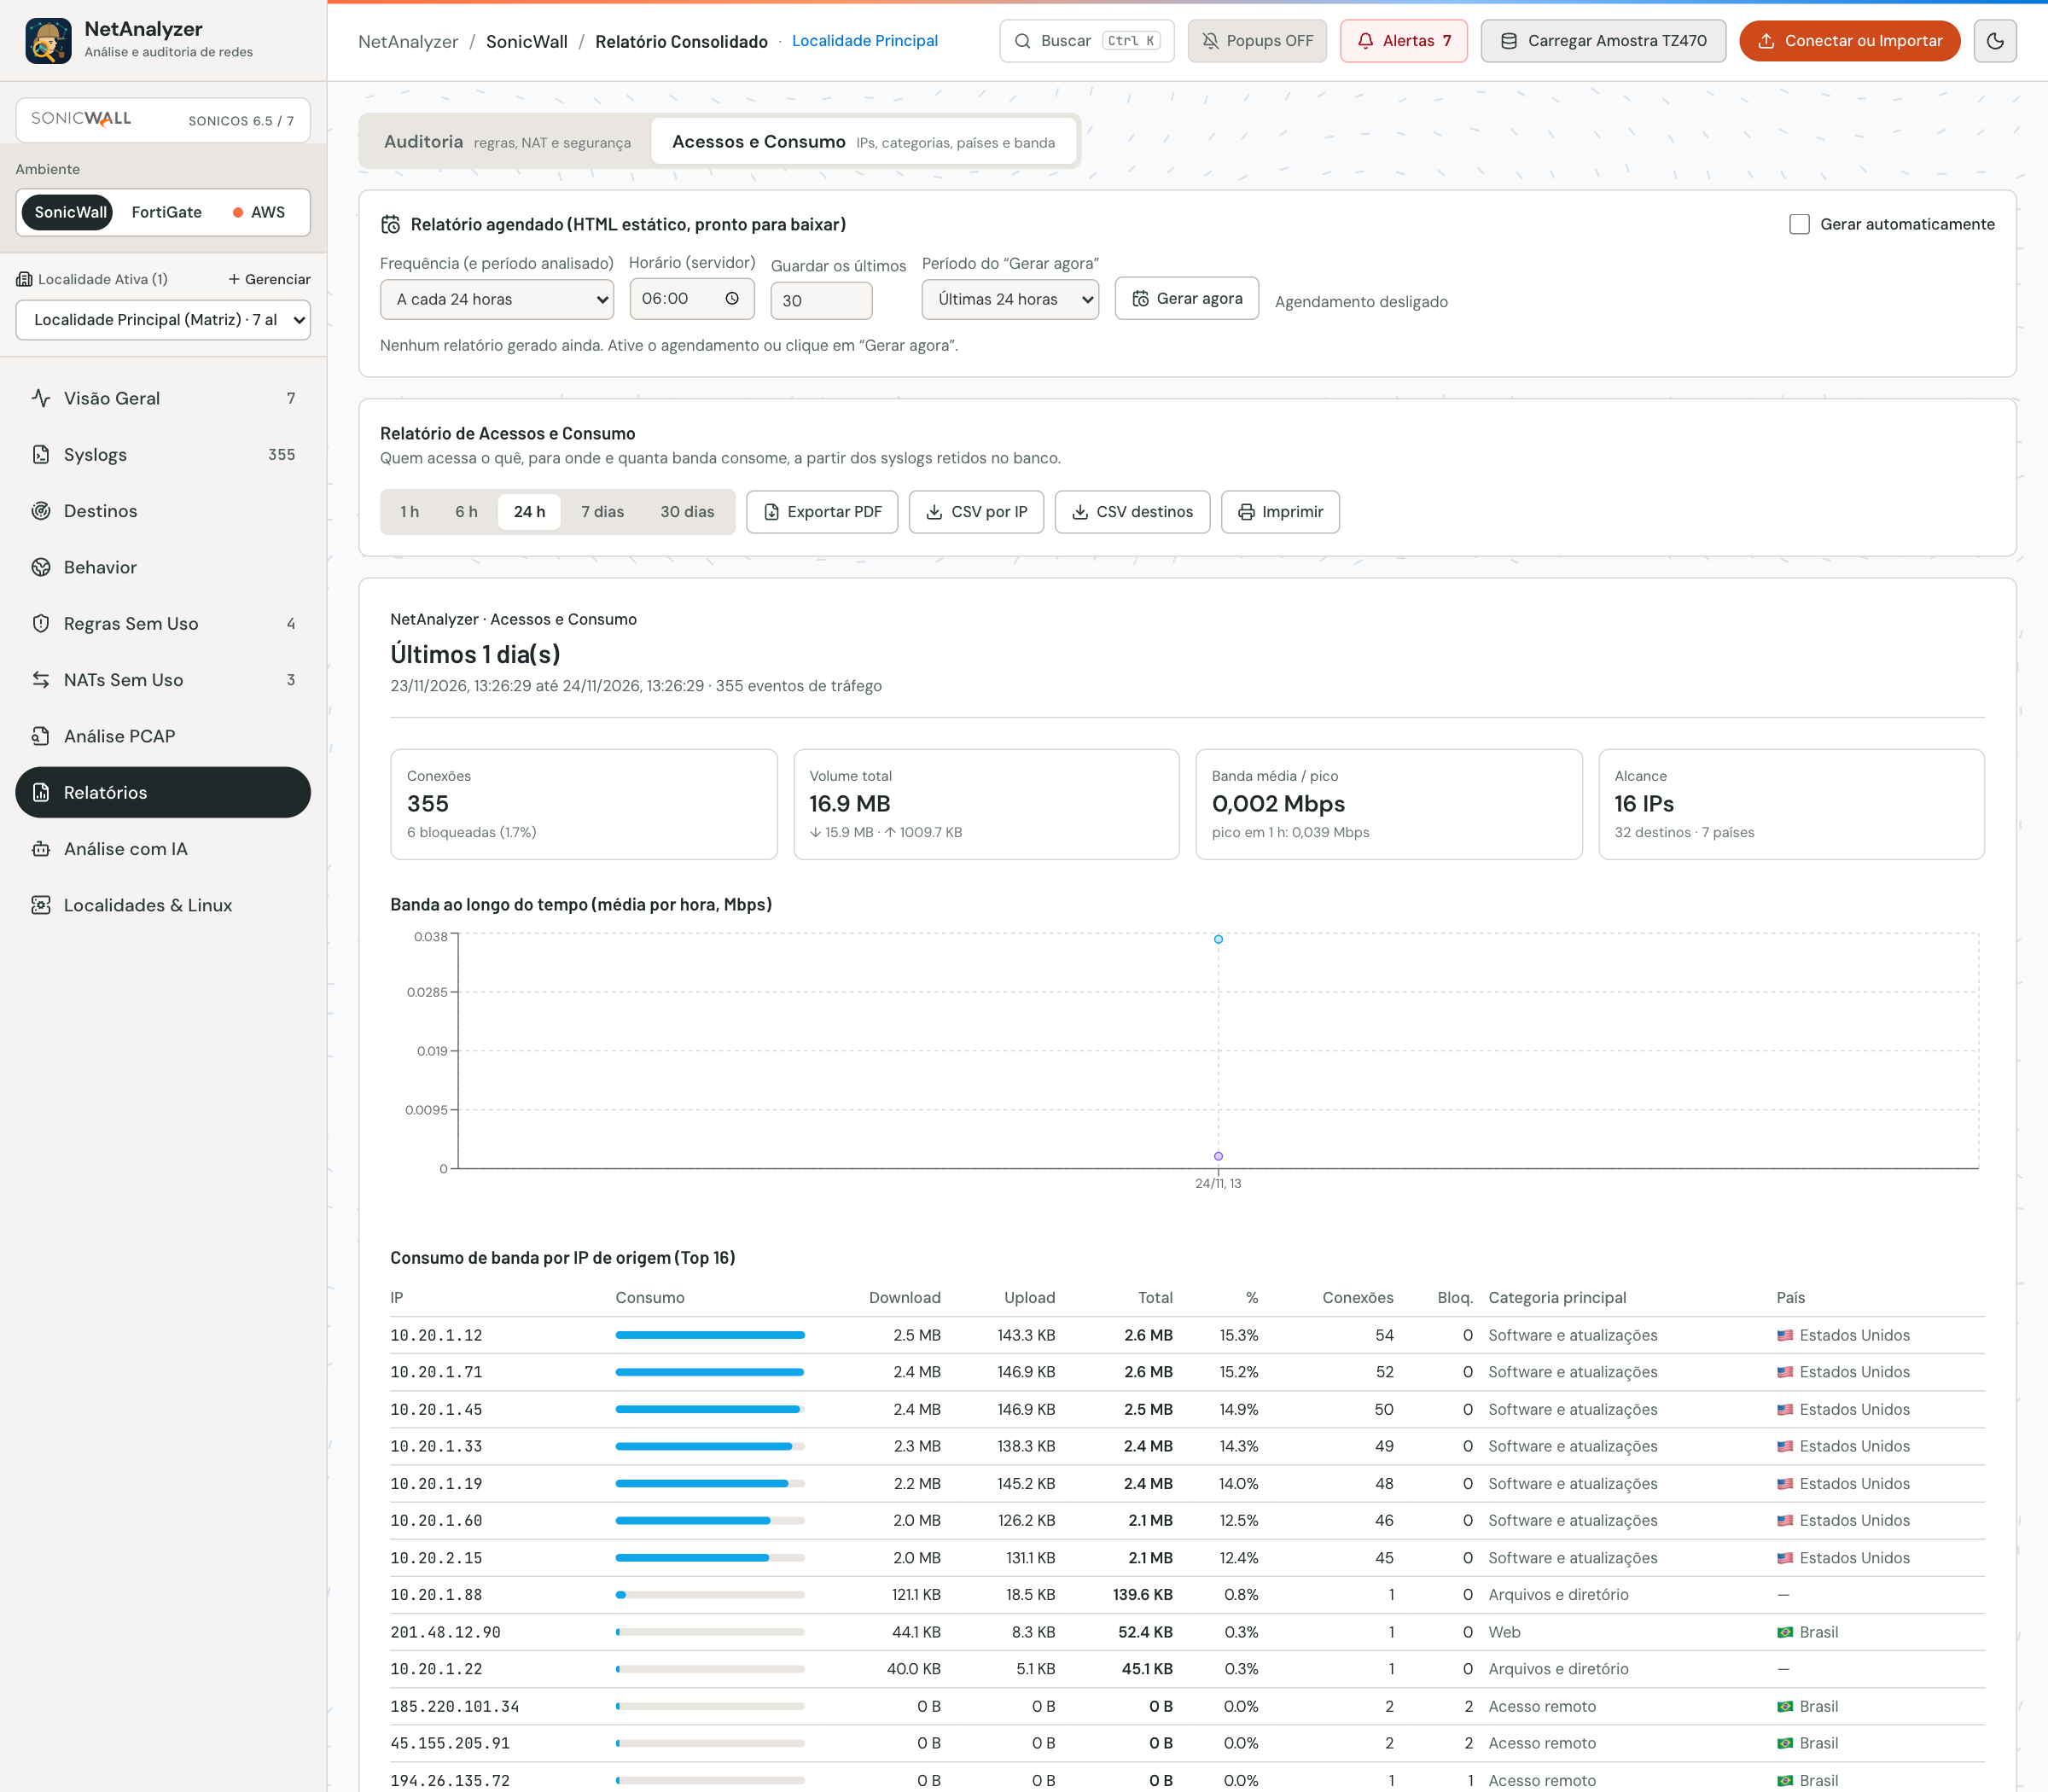 NetAnalyzer
Análise e auditoria de redes
SONICWALL SONICOS 6.5 / 7
Ambiente
SonicWall FortiGate AWS
Localidade Ativa (1) + Gerenciar
Localidade Principal (Matriz) · 7 al
Visão Geral 7
Syslogs 355
Destinos
Behavior
Regras Sem Uso 4
NATs Sem Uso 3
Análise PCAP
Relatórios
Análise com IA
Localidades & Linux
NetAnalyzer / SonicWall / Relatório Consolidado · Localidade Principal
Buscar Ctrl K
Popups OFF
Alertas 7
Carregar Amostra TZ470
Conectar ou Importar
Auditoria regras, NAT e segurança
Acessos e Consumo IPs, categorias, países e banda
Relatório agendado (HTML estático, pronto para baixar)
Gerar automaticamente
Frequência (e período analisado) Horário (servidor) Guardar os últimos Período do “Gerar agora”
A cada 24 horas 06:00 30 Últimas 24 horas Gerar agora Agendamento desligado
Nenhum relatório gerado ainda. Ative o agendamento ou clique em “Gerar agora”.
Relatório de Acessos e Consumo
Quem acessa o quê, para onde e quanta banda consome, a partir dos syslogs retidos no banco.
1 h 6 h 24 h 7 dias 30 dias Exportar PDF CSV por IP CSV destinos Imprimir
NetAnalyzer · Acessos e Consumo
Últimos 1 dia(s)
23/11/2026, 13:26:29 até 24/11/2026, 13:26:29 · 355 eventos de tráfego
Conexões
355
6 bloqueadas (1.7%)
Volume total
16.9 MB
↓ 15.9 MB · ↑ 1009.7 KB
Banda média / pico
0,002 Mbps
pico em 1 h: 0,039 Mbps
Alcance
16 IPs
32 destinos · 7 países
Banda ao longo do tempo (média por hora, Mbps)
0.038
0.0285
0.019
0.0095
0
24/11, 13
Consumo de banda por IP de origem (Top 16)
IP Consumo Download Upload Total % Conexões Bloq. Categoria principal País
10.20.1.12 2.5 MB 143.3 KB 2.6 MB 15.3% 54 0 Software e atualizações Estados Unidos
10.20.1.71 2.4 MB 146.9 KB 2.6 MB 15.2% 52 0 Software e atualizações Estados Unidos
10.20.1.45 2.4 MB 146.9 KB 2.5 MB 14.9% 50 0 Software e atualizações Estados Unidos
10.20.1.33 2.3 MB 138.3 KB 2.4 MB 14.3% 49 0 Software e atualizações Estados Unidos
10.20.1.19 2.2 MB 145.2 KB 2.4 MB 14.0% 48 0 Software e atualizações Estados Unidos
10.20.1.60 2.0 MB 126.2 KB 2.1 MB 12.5% 46 0 Software e atualizações Estados Unidos
10.20.2.15 2.0 MB 131.1 KB 2.1 MB 12.4% 45 0 Software e atualizações Estados Unidos
10.20.1.88 121.1 KB 18.5 KB 139.6 KB 0.8% 1 0 Arquivos e diretório —
201.48.12.90 44.1 KB 8.3 KB 52.4 KB 0.3% 1 0 Web Brasil
10.20.1.22 40.0 KB 5.1 KB 45.1 KB 0.3% 1 0 Arquivos e diretório —
185.220.101.34 0 B 0 B 0 B 0.0% 2 2 Acesso remoto Brasil
45.155.205.91 0 B 0 B 0 B 0.0% 2 2 Acesso remoto Brasil
194.26.135.72 0 B 0 B 0 B 0.0% 1 1 Acesso remoto Brasil